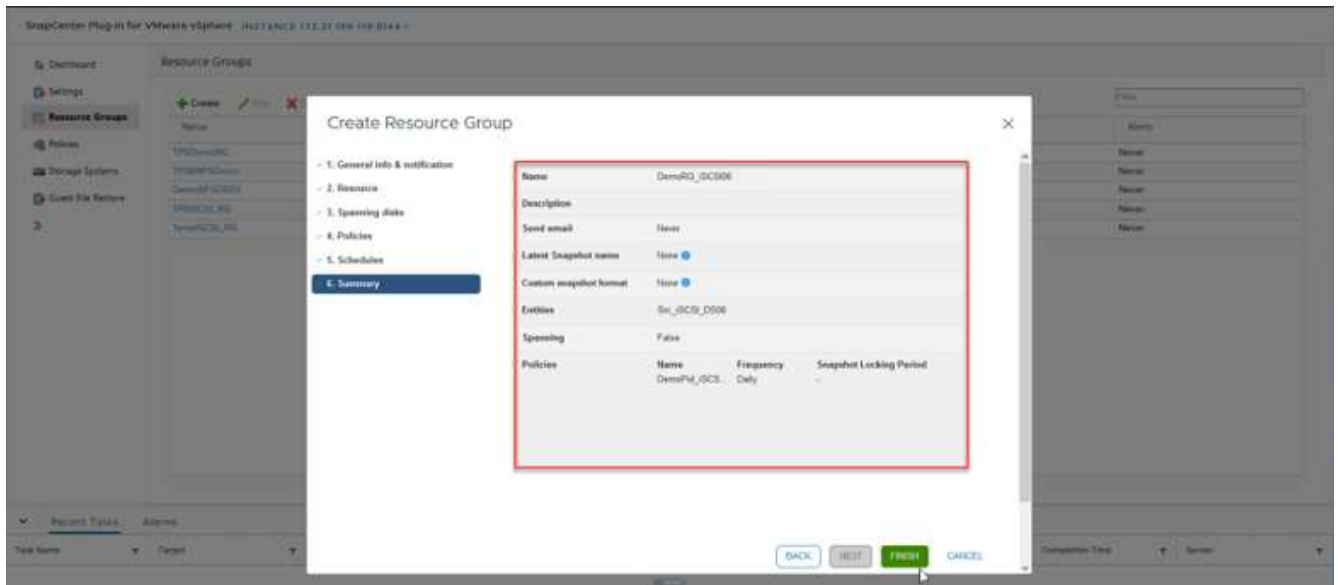 SnapCenter Plug-in for VMware vSphere
Dashboard
Settings
Resource Groups
Policies
Storage Systems
Guest File Restore
Resource Groups
Create
Name
Alerts
Never
Never
Never
Never
Never
Create Resource Group
1. General info & notification
2. Resource
3. Spanning disks
4. Policies
5. Schedules
6. Summary
Name DemoRG_iSCSI06
Description
Send email Never
Latest Snapshot name None
Custom snapshot format None
Entities Src_iSCSI_DS06
Spanning False
Policies Name Frequency Snapshot Locking Period
DemoPol_iSCS... Daily -
BACK NEXT FINISH CANCEL
Recent Tasks Alarms
Task Name Target Completion Time Server